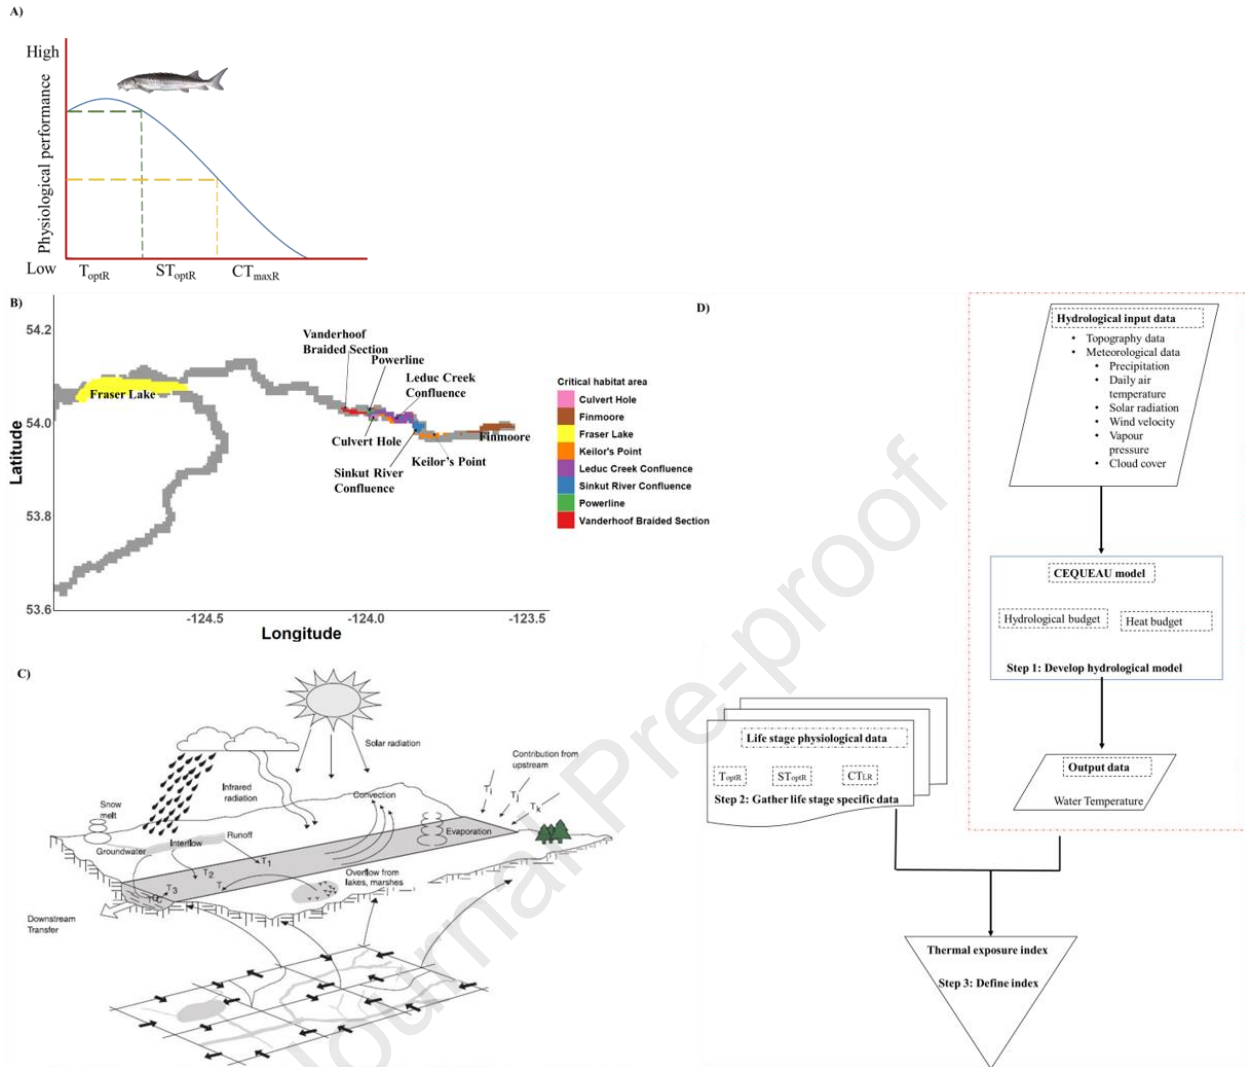 A)
High
Physiological performance
Low
ToptR
SToptR
CTmaxR
B)
54.2
54.0
53.8
53.6
Latitude
-124.5
-124.0
-123.5
Longitude
Fraser Lake
Vanderhoof
Braided Section
Powerline
Leduc Creek
Confluence
Culvert Hole
Sinkut River
Confluence
Keilor's Point
Finmoore
Critical habitat area
Culvert Hole
Finmoore
Fraser Lake
Keilor's Point
Leduc Creek Confluence
Sinkut River Confluence
Powerline
Vanderhoof Braided Section
C)
Solar radiation
Contribution from
upstream
Ti
Tj
Tk
Infrared
radiation
Convection
Snow
melt
Evaporation
Runoff
Interflow
Groundwater
T1
T2
T3
T
Overflow from
lakes, marshes
Downstream
Transfer
D)
Hydrological input data
• Topography data
• Meteorological data
• Precipitation
• Daily air
temperature
• Solar radiation
• Wind velocity
• Vapour
pressure
• Cloud cover
CEQUEAU model
Hydrological budget
Heat budget
Step 1: Develop hydrological model
Life stage physiological data
ToptR
SToptR
CTLR
Step 2: Gather life stage specific data
Output data
Water Temperature
Thermal exposure index
Step 3: Define index
Journal Pre-proof